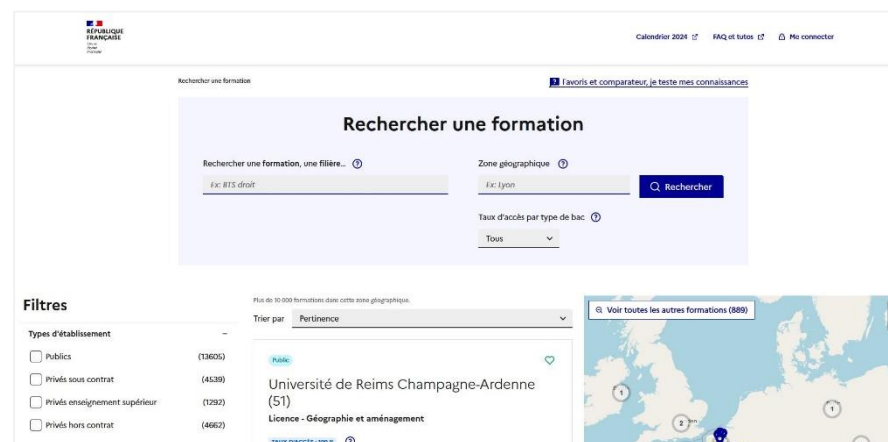 RÉPUBLIQUE
FRANÇAISE
Calendrier 2024 FAQ et tutos Me connecter
Rechercher une formation
Favoris et comparateur, je teste mes connaissances
Rechercher une formation
Rechercher une formation, une filière... Zone géographique
Ex: BTS droit Ex: Lyon Rechercher
Taux d'accès par type de bac
Tous
Filtres
Plus de 10 000 formations dans cette zone géographique.
Trier par Pertinence
Voir toutes les autres formations (889)
Types d'établissement
Publics (13605)
Privés sous contrat (4539)
Privés enseignement supérieur (1292)
Privés hors contrat (4662)
Public
Université de Reims Champagne-Ardenne
(51)
Licence - Géographie et aménagement
1
2
1